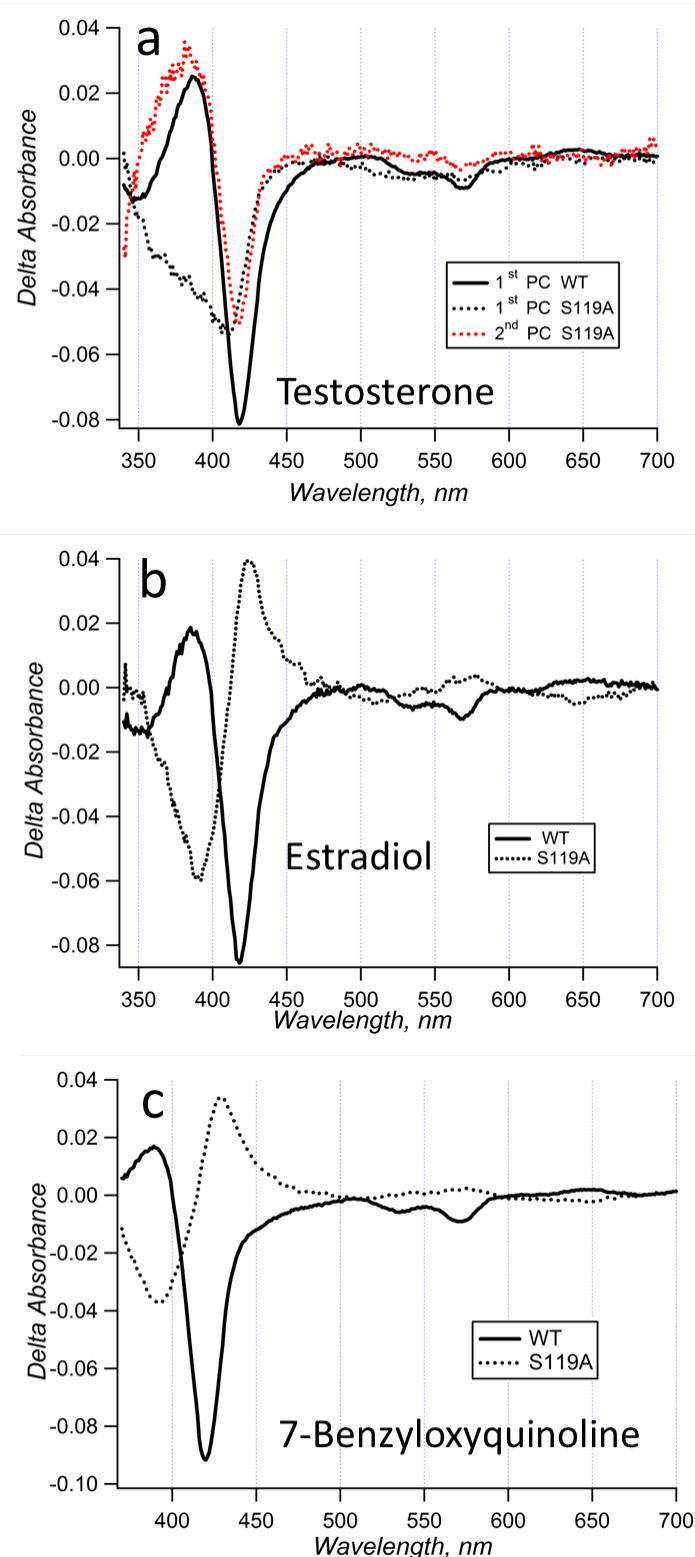 a
0.04
0.02
0.00
-0.02
-0.04
-0.06
-0.08
Delta Absorbance
1st PC WT
1st PC S119A
2nd PC S119A
Testosterone
350 400 450 500 550 600 650 700
Wavelength, nm
b
0.04
0.02
0.00
-0.02
-0.04
-0.06
-0.08
Delta Absorbance
Estradiol
WT
S119A
350 400 450 500 550 600 650 700
Wavelength, nm
c
0.04
0.02
0.00
-0.02
-0.04
-0.06
-0.08
-0.10
Delta Absorbance
WT
S119A
7-Benzyloxyquinoline
400 450 500 550 600 650 700
Wavelength, nm